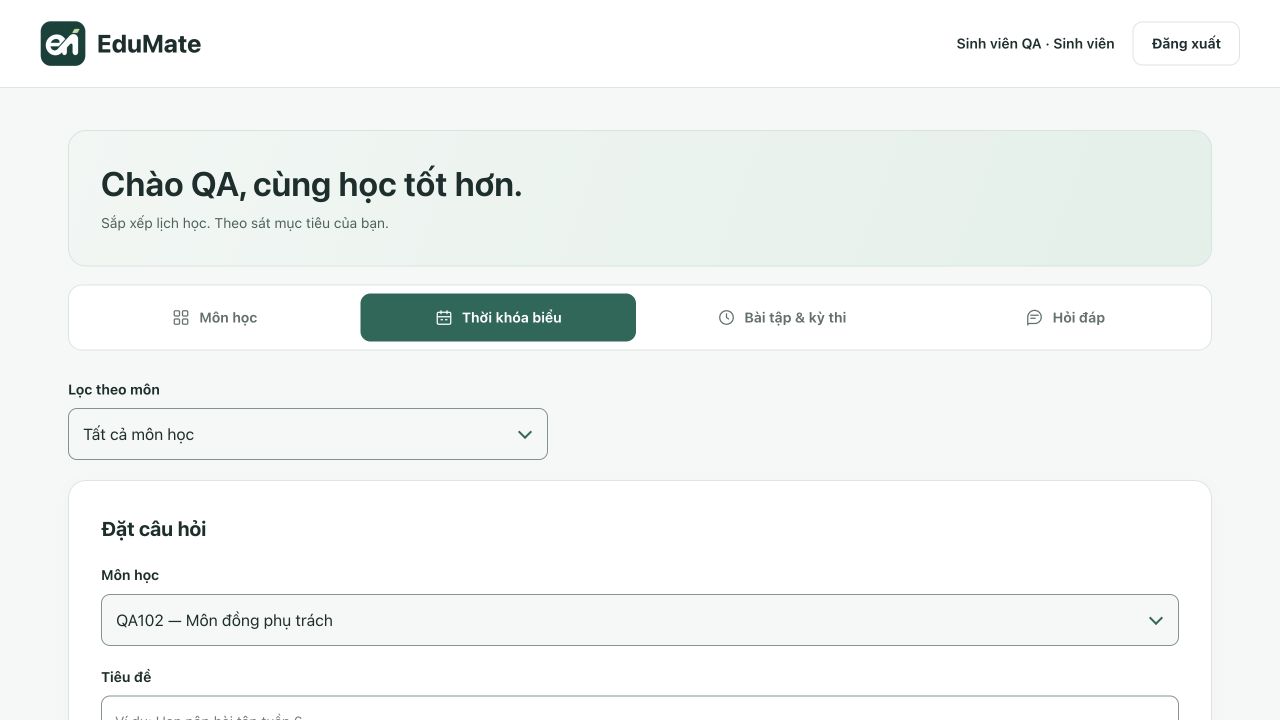 EduMate
Sinh viên QA · Sinh viên
Đăng xuất
Chào QA, cùng học tốt hơn.
Sắp xếp lịch học. Theo sát mục tiêu của bạn.
Môn học
Thời khóa biểu
Bài tập & kỳ thi
Hỏi đáp
Lọc theo môn
Tất cả môn học
Đặt câu hỏi
Môn học
QA102 — Môn đồng phụ trách
Tiêu đề